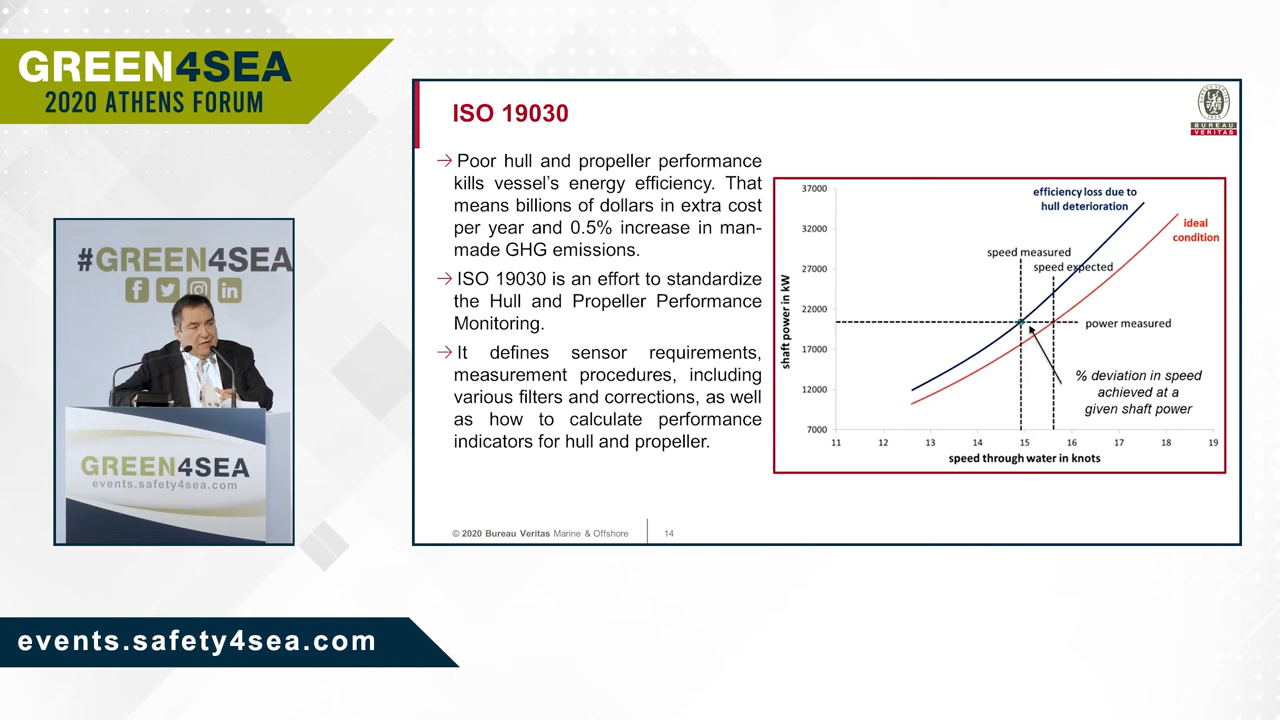 GREEN4SEA
2020 ATHENS FORUM
#GREEN4SEA
GREEN4SEA
events.safety4sea.com
events.safety4sea.com
ISO 19030
BUREAU
VERITAS
→ Poor hull and propeller performance
kills vessel's energy efficiency. That
means billions of dollars in extra cost
per year and 0.5% increase in man-
made GHG emissions.
→ ISO 19030 is an effort to standardize
the Hull and Propeller Performance
Monitoring.
→ It defines sensor requirements,
measurement procedures, including
various filters and corrections, as well
as how to calculate performance
indicators for hull and propeller.
shaft power in kW
37000
32000
27000
22000
17000
12000
7000
efficiency loss due to
hull deterioration
ideal
condition
speed measured
speed expected
power measured
% deviation in speed
achieved at a
given shaft power
11 12 13 14 15 16 17 18 19
speed through water in knots
© 2020 Bureau Veritas Marine & Offshore 14